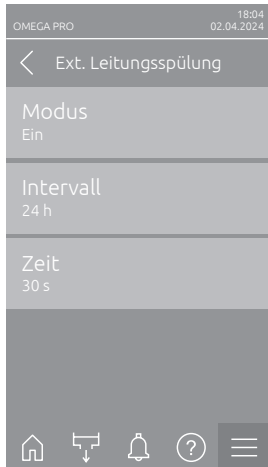 18:04
OMEGA PRO 02.04.2024
Ext. Leitungsspülung
Modus
Ein
Intervall
24 h
Zeit
30 s
?